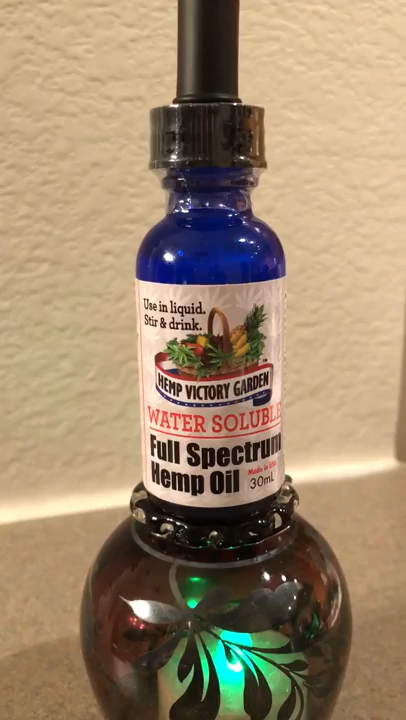 Use in liquid.
Stir & drink.
HEMP VICTORY GARDEN
WATER SOLUBLE
Full Spectrum
Hemp Oil
Made in USA
30mL